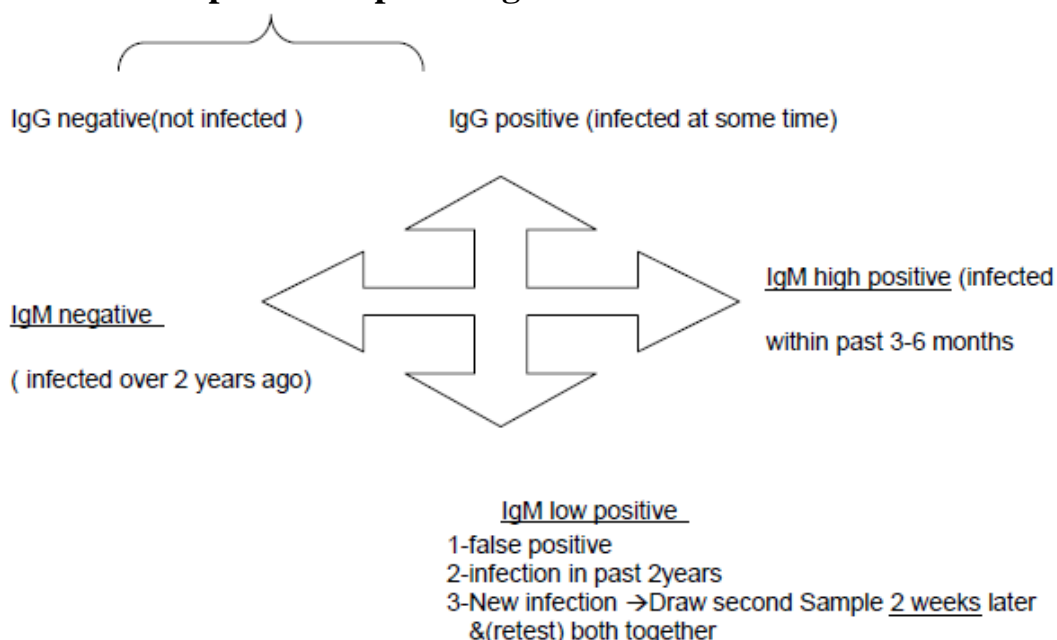 IgG negative(not infected )
IgG positive (infected at some time)
IgM negative
( infected over 2 years ago)
IgM high positive (infected
within past 3-6 months
IgM low positive
1-false positive
2-infection in past 2years
3-New infection →Draw second Sample 2 weeks later
&(retest) both together